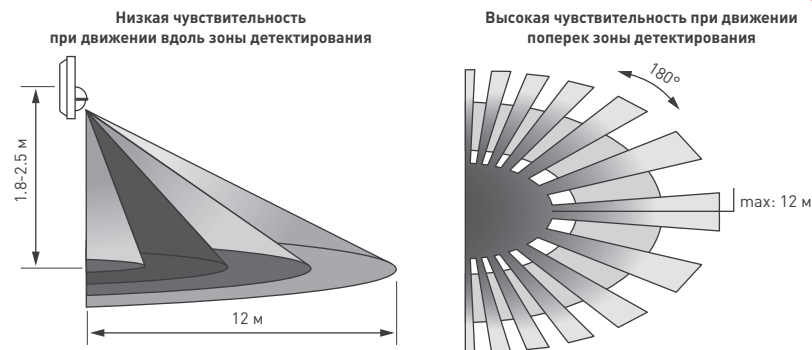 Низкая чувствительность
при движении вдоль зоны детектирования
1.8-2.5 м
12 м
Высокая чувствительность при движении
поперек зоны детектирования
180°
max: 12 м